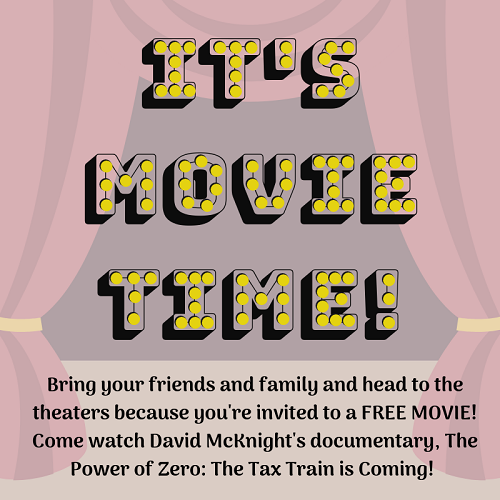 IT'S
MOVIE
TIME!
Bring your friends and family and head to the
theaters because you're invited to a FREE MOVIE!
Come watch David McKnight's documentary, The
Power of Zero: The Tax Train is Coming!